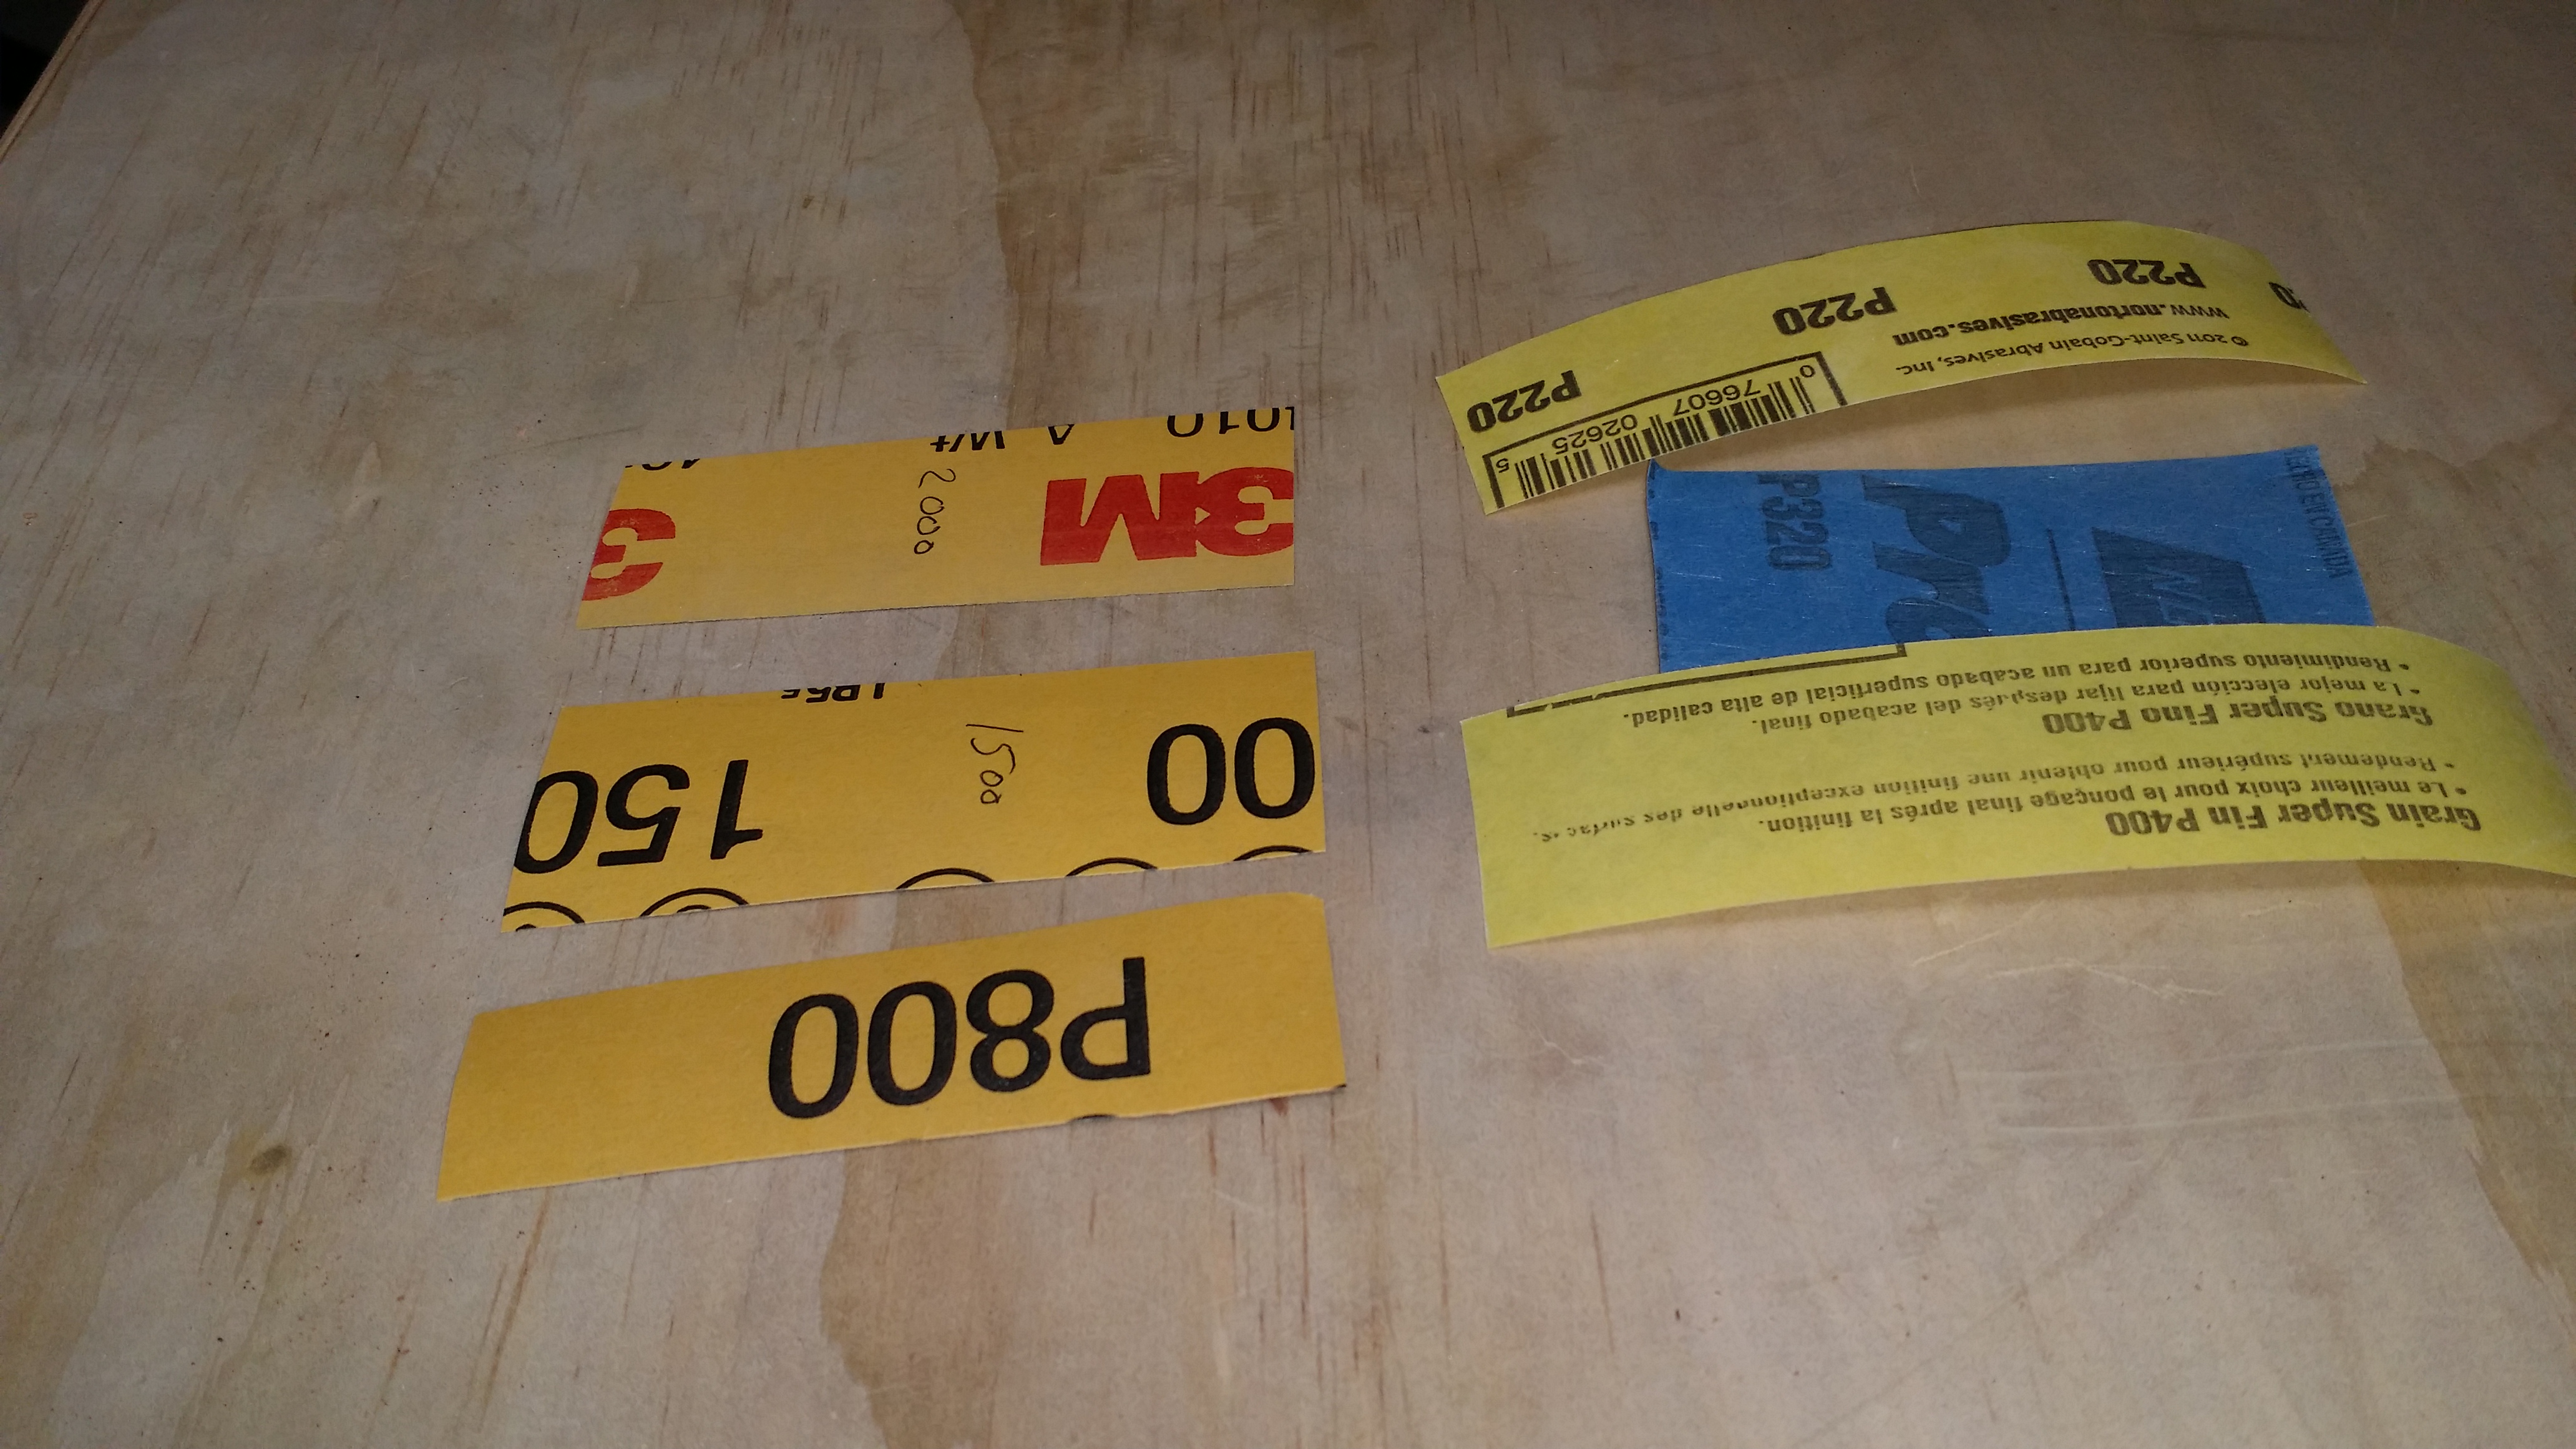 3M
3
2000
A Wt
150
00
1500
P800
P220
P220
P220
www.nortonabrasives.com
© 2011 Saint-Gobain Abrasives, Inc.
0 76607 02625 5
P320
Pro
Grain Super Fin P400
• Le meilleur choix pour le ponçage final après la finition.
• Rendement supérieur pour obtenir une finition exceptionnelle des surfaces.
Grano Super Fino P400
• La mejor elección para lijar después del acabado final.
• Rendimiento superior para un acabado superficial de alta calidad.